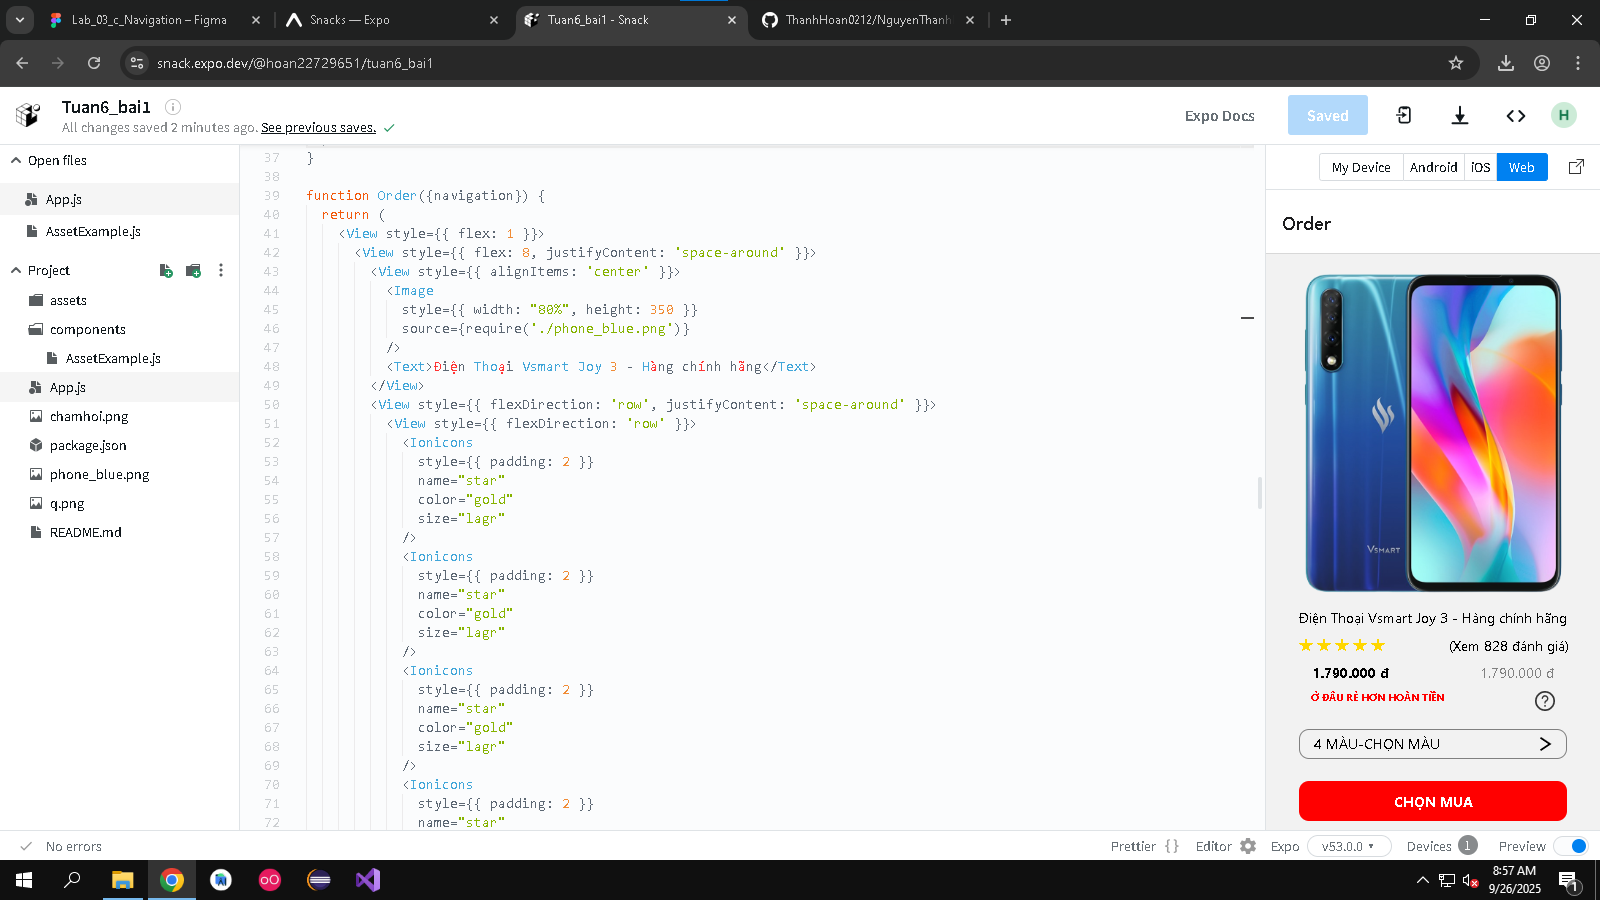 Lab_03_c_Navigation – Figma
Snacks — Expo
Tuan6_bai1 - Snack
ThanhHoan0212/NguyenThanh
snack.expo.dev/@hoan22729651/tuan6_bai1
Tuan6_bai1
All changes saved 2 minutes ago. See previous saves.
Expo Docs
Saved
H
Open files
App.js
AssetExample.js
Project
assets
components
AssetExample.js
App.js
chamhoi.png
package.json
phone_blue.png
q.png
README.md
37 }
38
39 function Order({navigation}) {
40 return (
41 <View style={{ flex: 1 }}>
42 <View style={{ flex: 8, justifyContent: 'space-around' }}>
43 <View style={{ alignItems: 'center' }}>
44 <Image
45 style={{ width: "80%", height: 350 }}
46 source={require('./phone_blue.png')}
47 />
48 <Text>Điện Thoại Vsmart Joy 3 - Hàng chính hãng</Text>
49 </View>
50 <View style={{ flexDirection: 'row', justifyContent: 'space-around' }}>
51 <View style={{ flexDirection: 'row' }}>
52 <Ionicons
53 style={{ padding: 2 }}
54 name="star"
55 color="gold"
56 size="lagr"
57 />
58 <Ionicons
59 style={{ padding: 2 }}
60 name="star"
61 color="gold"
62 size="lagr"
63 />
64 <Ionicons
65 style={{ padding: 2 }}
66 name="star"
67 color="gold"
68 size="lagr"
69 />
70 <Ionicons
71 style={{ padding: 2 }}
72 name="star"
My Device
Android
iOS
Web
Order
VSMART
Điện Thoại Vsmart Joy 3 - Hàng chính hãng
(Xem 828 đánh giá)
1.790.000 đ
1.790.000 đ
Ở ĐÂU RẺ HƠN HOÀN TIỀN
?
4 MÀU-CHỌN MÀU
CHỌN MUA
No errors
Prettier { }
Editor
Expo
v53.0.0
Devices 1
Preview
8:57 AM
9/26/2025
1